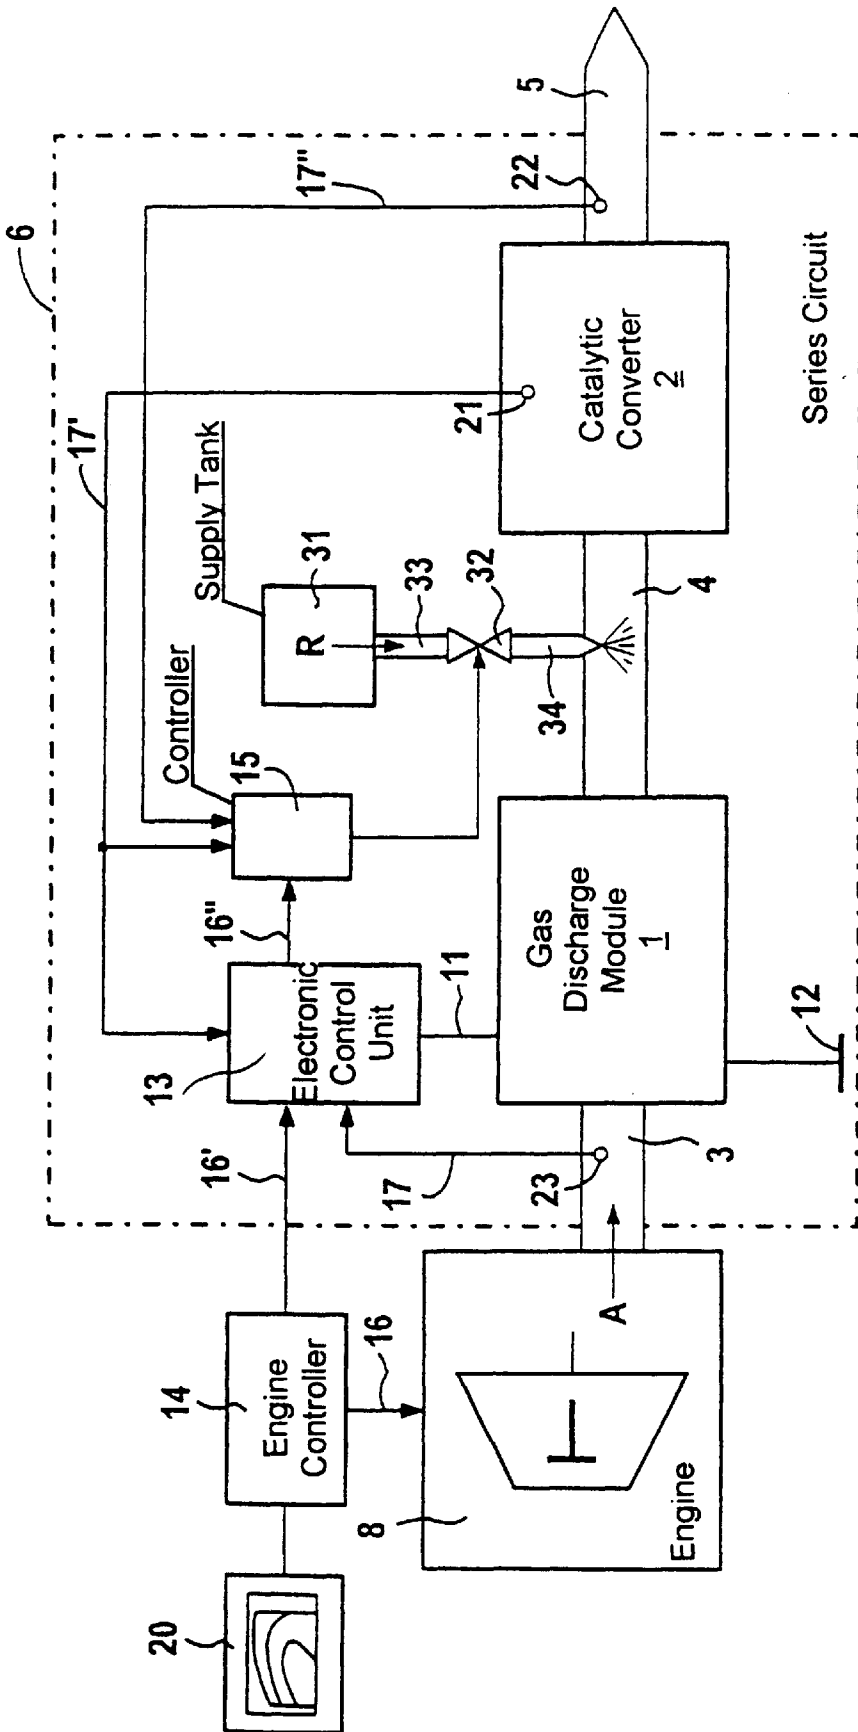 6
17'
17"
Supply Tank
Controller
31
R
33
32
34
15
16"
13
Electronic
Control
Unit
11
16'
17
23
3
Gas
Discharge
Module
1
12
4
21
Catalytic
Converter
2
22
5
Series Circuit
14
Engine
Controller
16
20
8
Engine
A
T